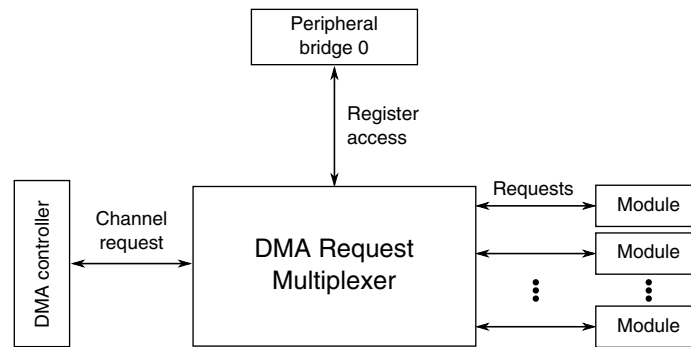 Peripheral
bridge 0
Register
access
Requests
Module
Channel
request
DMA controller
DMA Request
Multiplexer
Module
Module